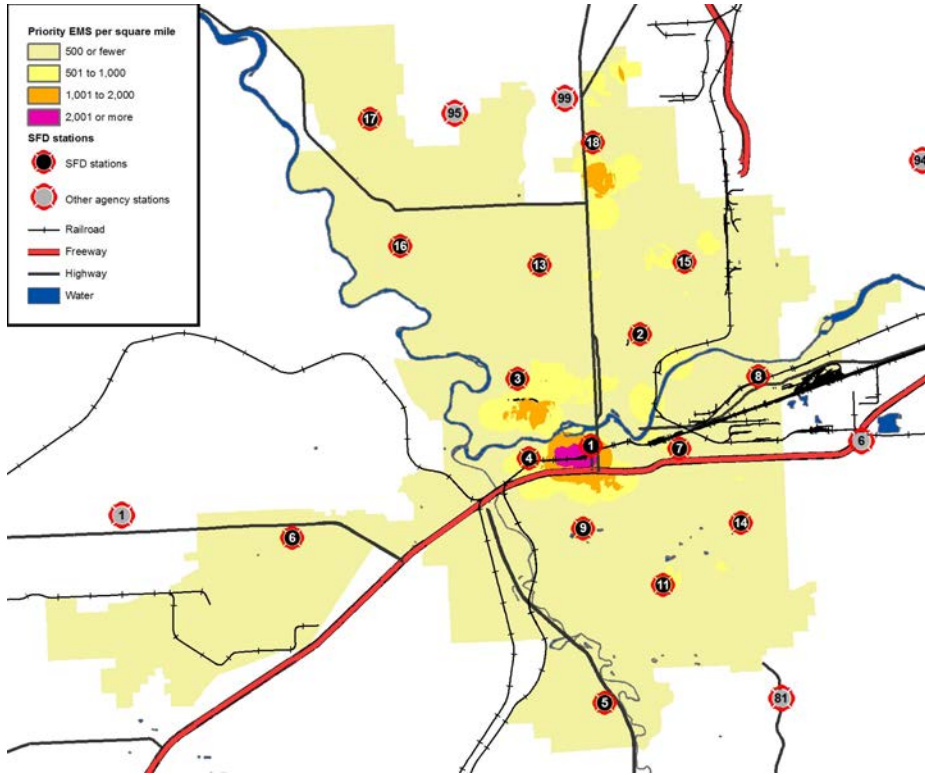 Priority EMS per square mile
500 or fewer
501 to 1,000
1,001 to 2,000
2,001 or more
SFD stations
SFD stations
Other agency stations
Railroad
Freeway
Highway
Water
99
95
17
18
94
16
13
15
2
3
8
1
6
4
7
1
6
9
14
11
5
81